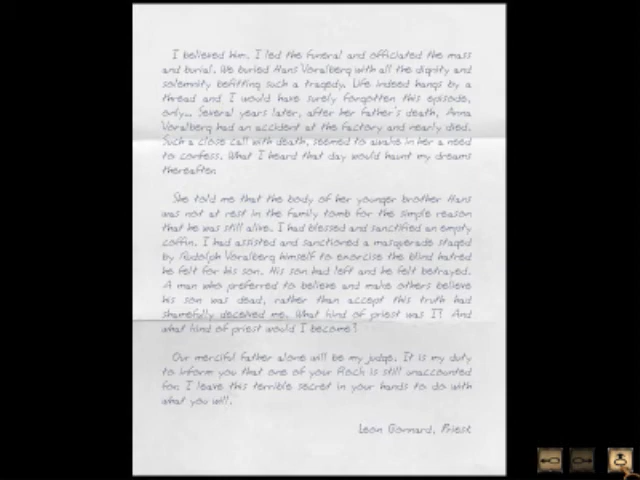 I believed him. I led the funeral and officiated the mass
and burial. We buried Hans Voralberg with all the dignity and
solemnity befitting such a tragedy. Life indeed hangs by a
thread and I would have surely forgotten this episode,
only... Several years later, after her father's death, Anna
Voralberg had an accident at the factory and nearly died.
Such a close call with death, seemed to awake in her a need
to confess. What I heard that day would haunt my dreams
thereafter.
She told me that the body of her younger brother Hans
was not at rest in the family tomb for the simple reason
that he was still alive. I had blessed and sanctified an empty
coffin. I had assisted and sanctioned a masquerade staged
by Rudolph Voralberg himself to exorcise the blind hatred
he felt for his son. His son had left and he felt betrayed.
A man who preferred to believe and make others believe
his son was dead, rather than accept this truth had
shamefully deceived me. What kind of priest was I? And
what kind of priest would I become?
Our merciful father alone will be my judge. It is my duty
to inform you that one of your flock is still unaccounted
for. I leave this terrible secret in your hands to do with
what you will.
Leon Gonnard, Priest